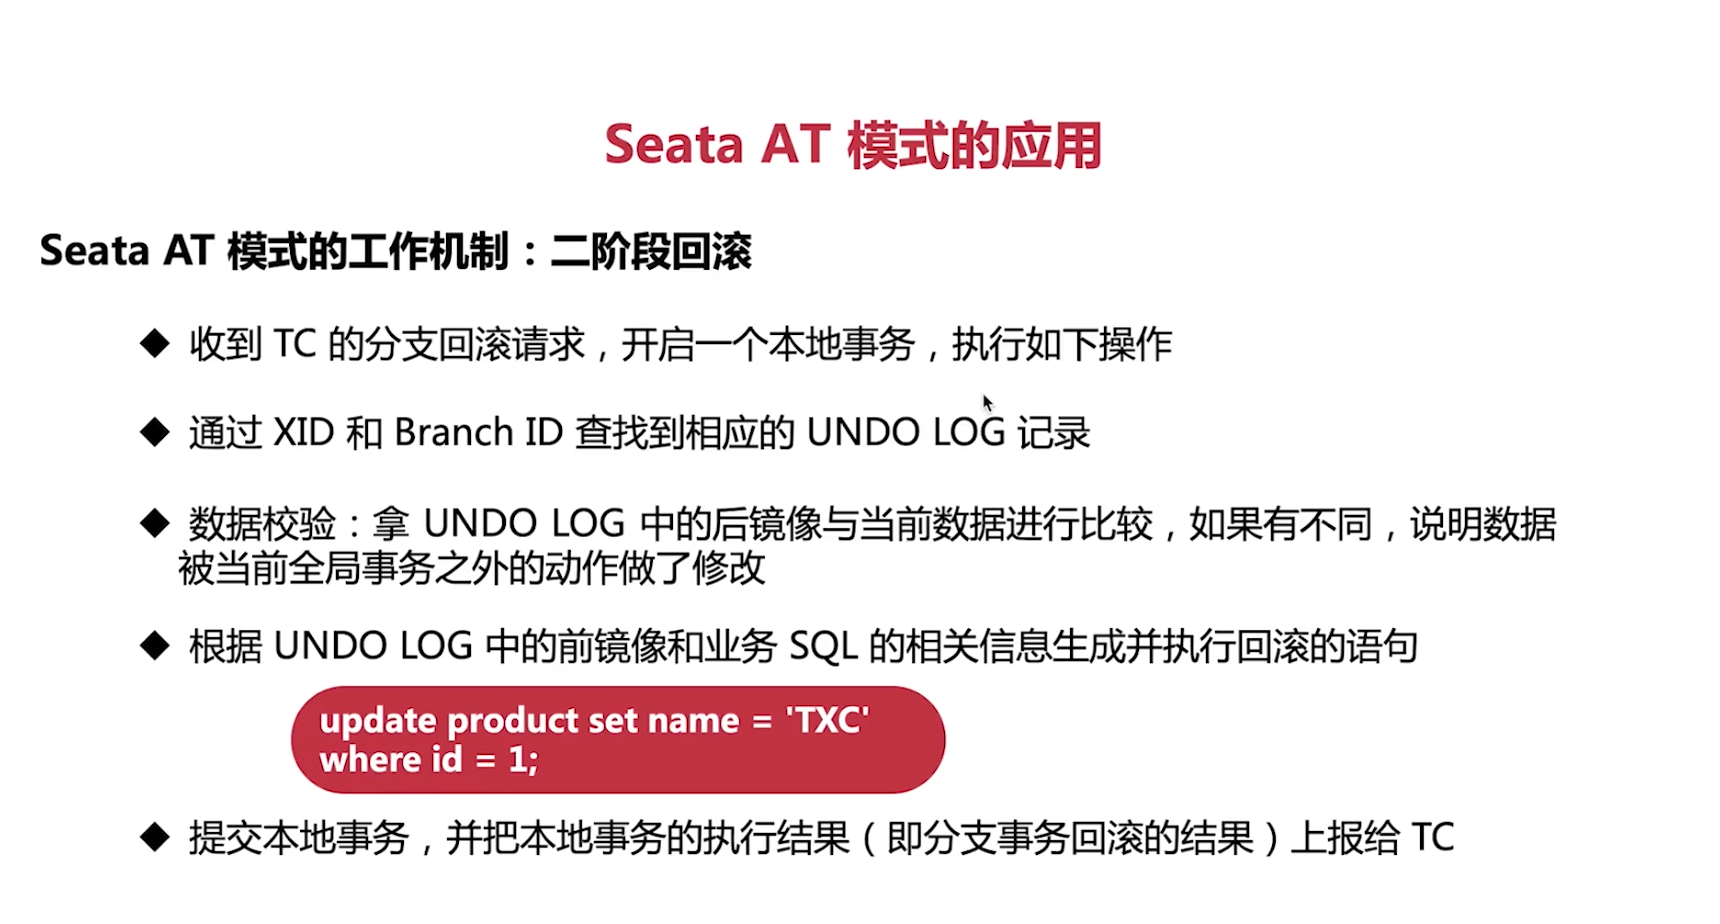 Seata AT 模式的应用
Seata AT 模式的工作机制：二阶段回滚
◆ 收到 TC 的分支回滚请求，开启一个本地事务，执行如下操作
◆ 通过 XID 和 Branch ID 查找到相应的 UNDO LOG 记录
◆ 数据校验：拿 UNDO LOG 中的后镜像与当前数据进行比较，如果有不同，说明数据
被当前全局事务之外的动作做了修改
◆ 根据 UNDO LOG 中的前镜像和业务 SQL 的相关信息生成并执行回滚的语句
update product set name = 'TXC'
where id = 1;
◆ 提交本地事务，并把本地事务的执行结果（即分支事务回滚的结果）上报给 TC